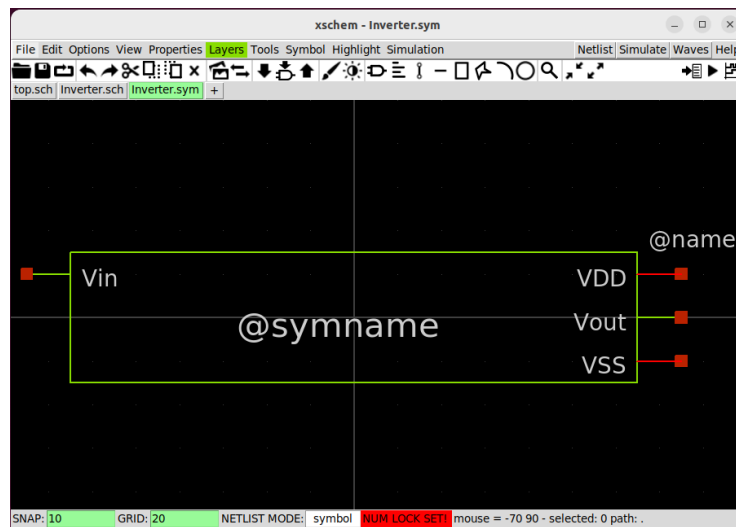 xschem - Inverter.sym
File Edit Options View Properties Layers Tools Symbol Highlight Simulation Netlist Simulate Waves Help
top.sch Inverter.sch Inverter.sym +
@name
Vin VDD
@symname Vout
VSS
SNAP: 10 GRID: 20 NETLIST MODE: symbol NUM LOCK SET! mouse = -70 90 - selected: 0 path: .